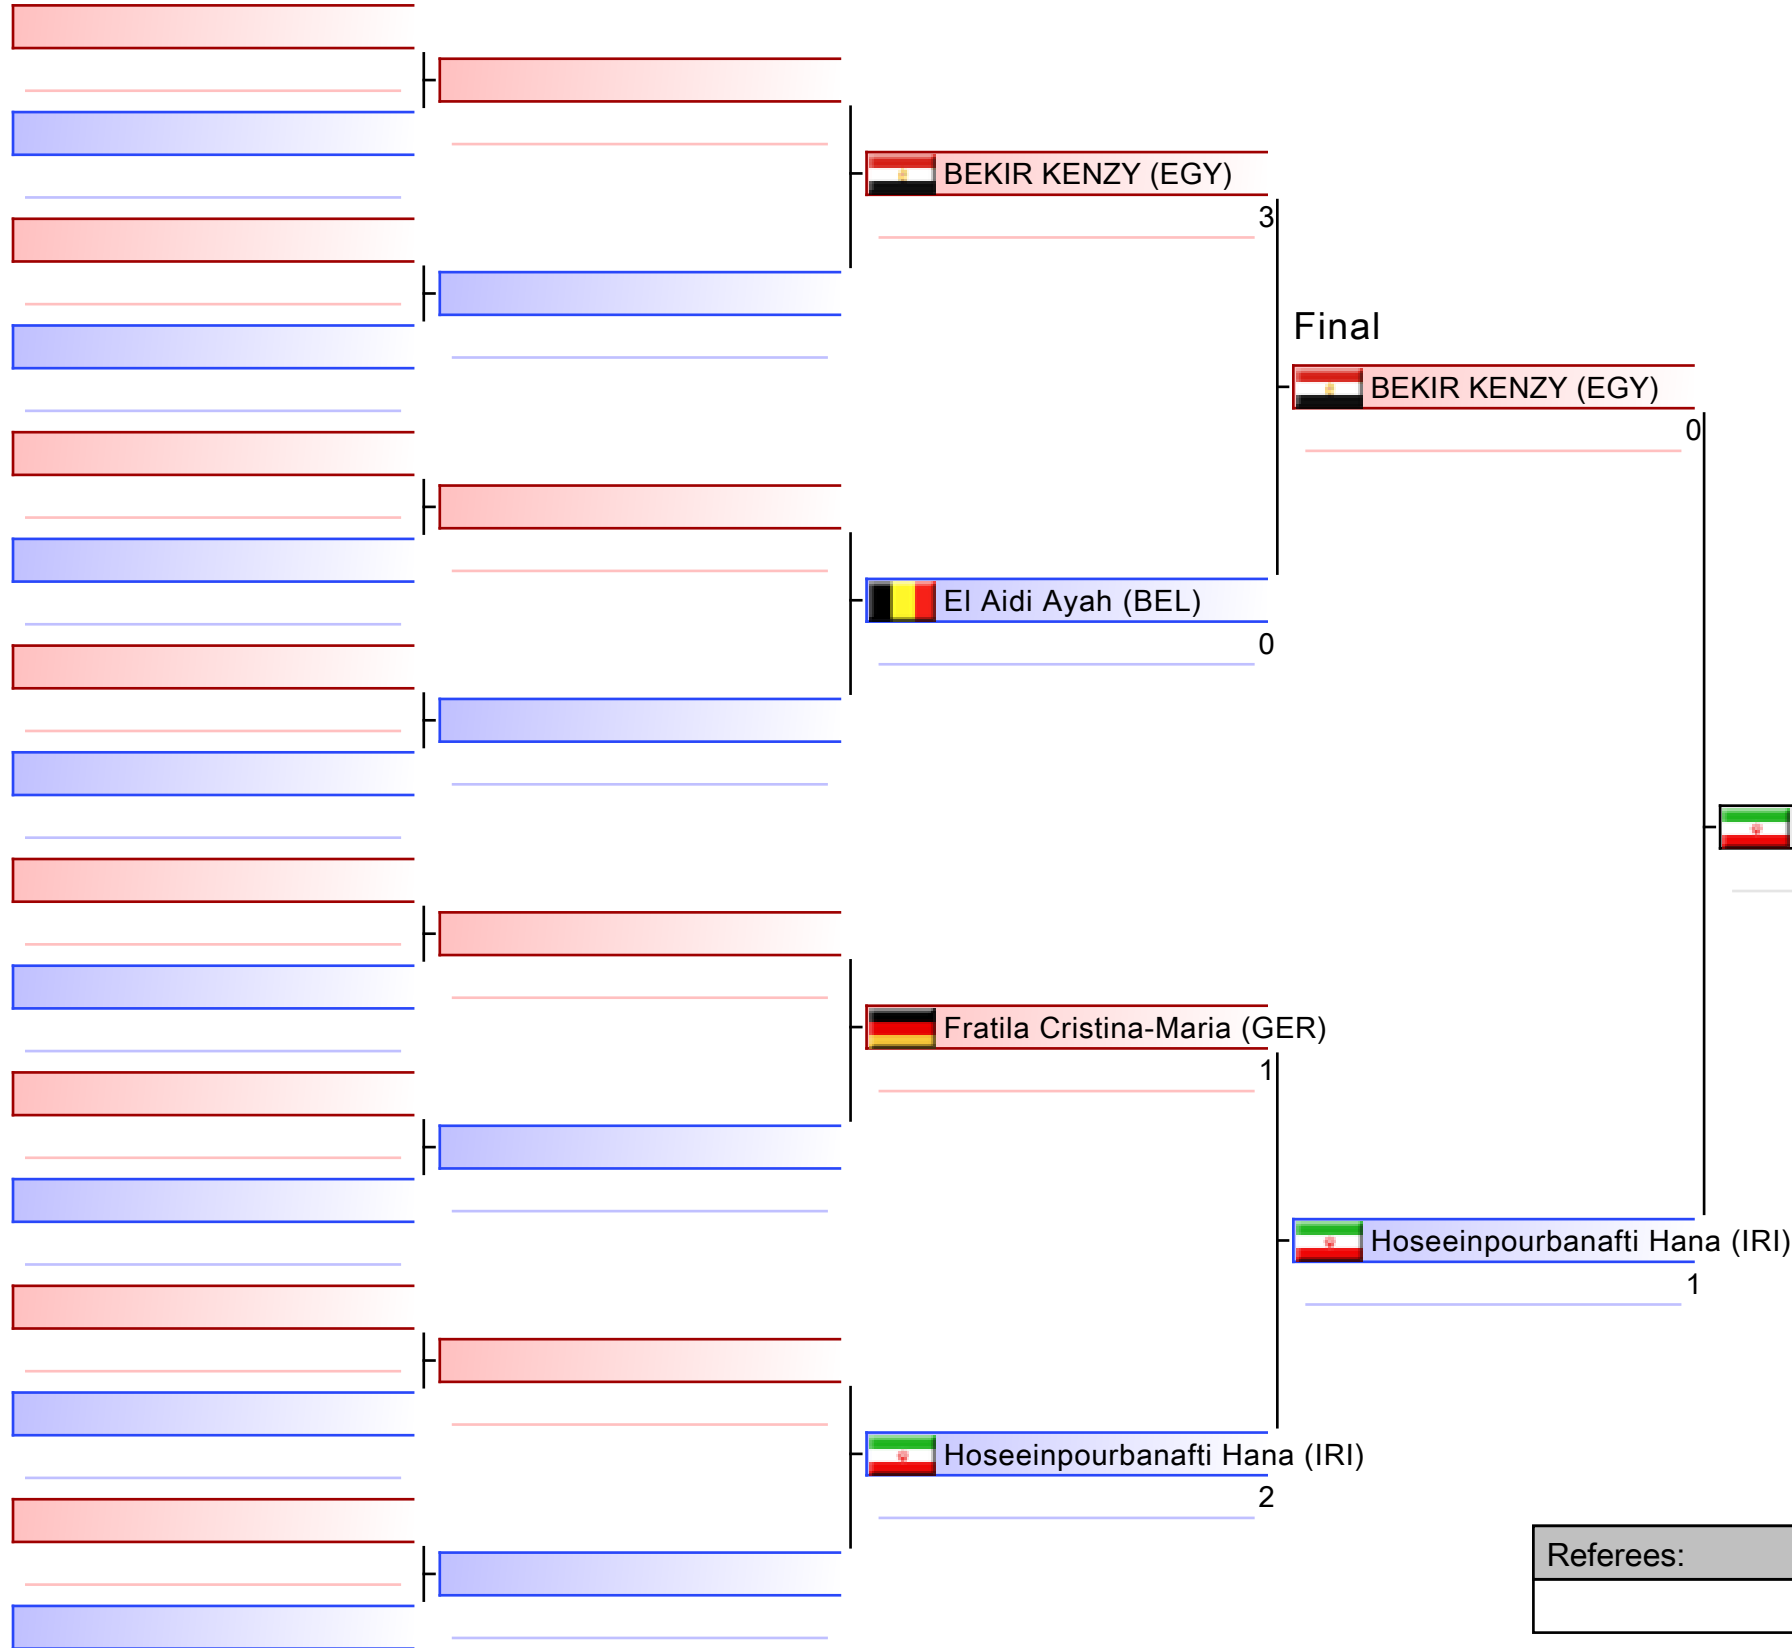 BEKIR KENZY (EGY)
3
Final
BEKIR KENZY (EGY)
0
El Aidi Ayah (BEL)
0
Fratila Cristina-Maria (GER)
1
Hoseeinpourbanafti Hana (IRI)
1
Hoseeinpourbanafti Hana (IRI)
2
Referees: